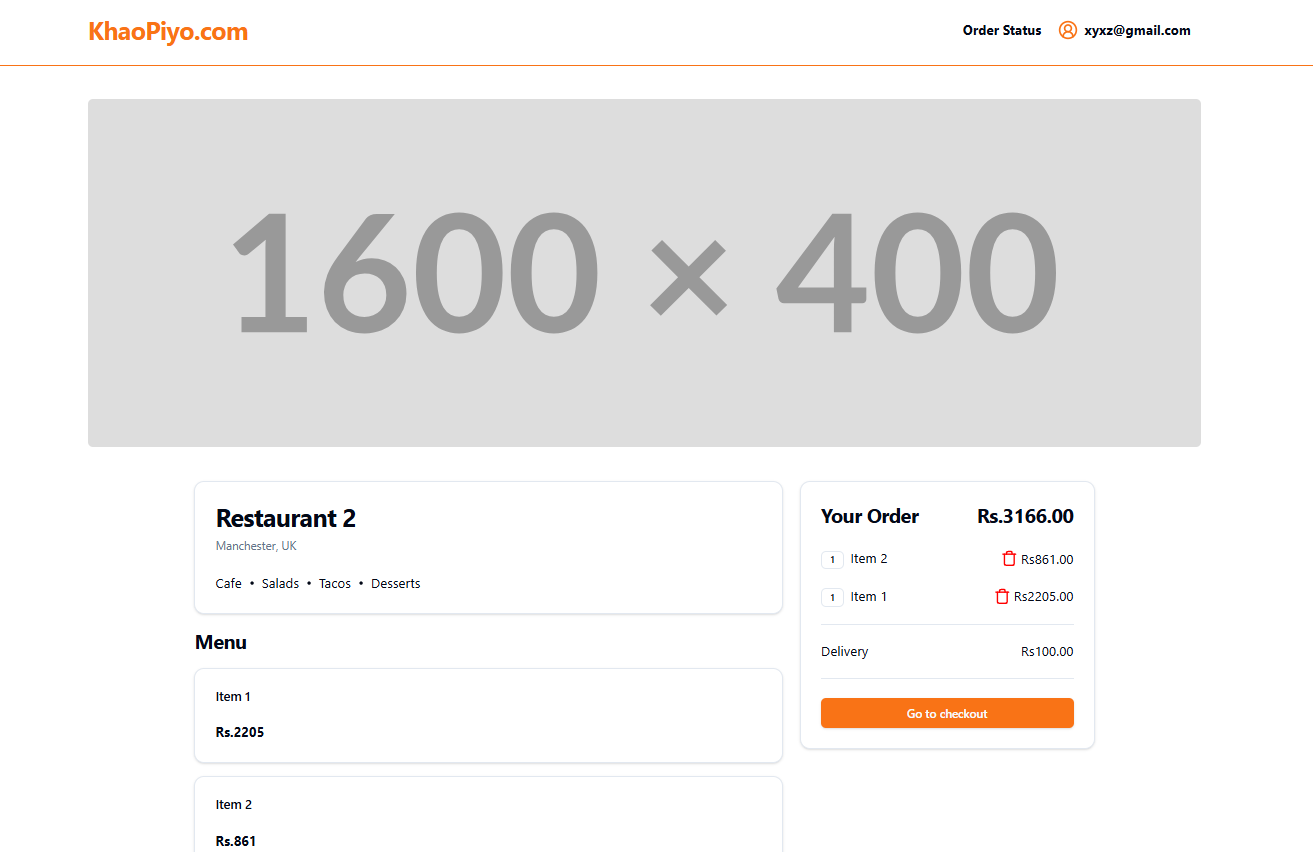 KhaoPiyo.com
Order Status xyxz@gmail.com
1600 × 400
Restaurant 2
Manchester, UK
Cafe • Salads • Tacos • Desserts
Menu
Item 1
Rs.2205
Item 2
Rs.861
Your Order Rs.3166.00
1 Item 2 Rs861.00
1 Item 1 Rs2205.00
Delivery Rs100.00
Go to checkout